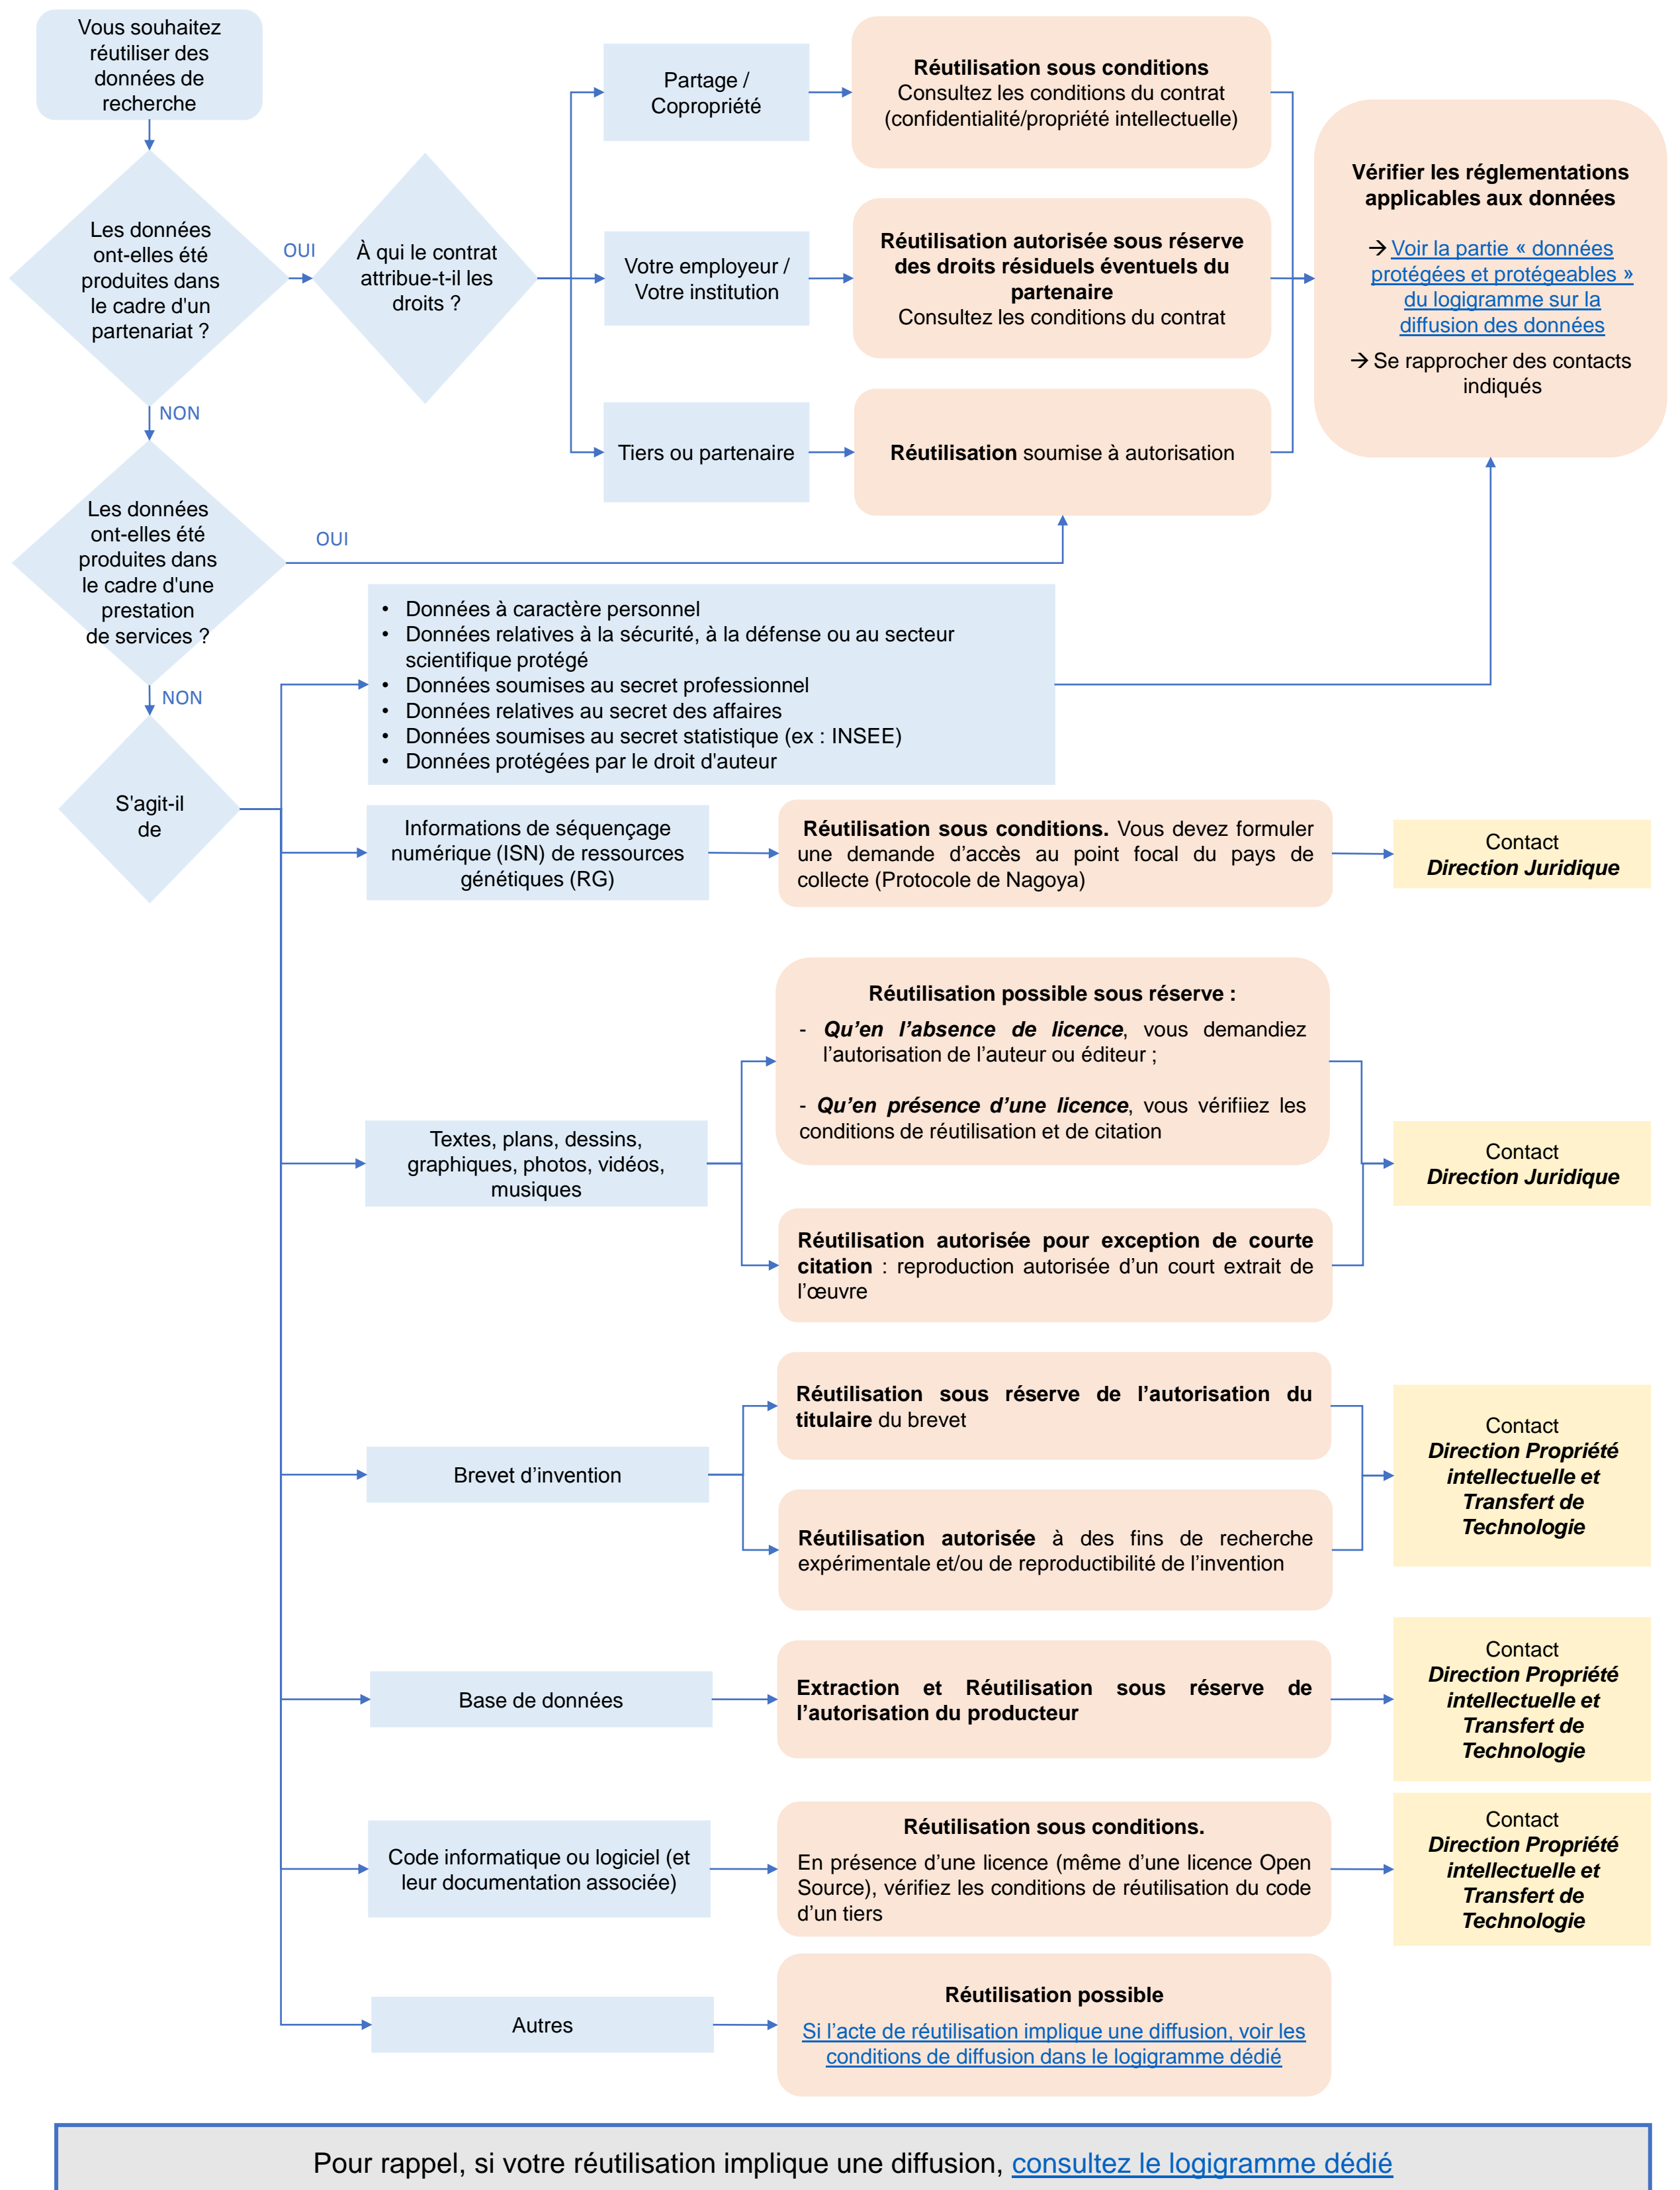 Vous souhaitez
réutiliser des
données de
recherche
Les données
ont-elles été
produites dans
le cadre d'un
partenariat ?
OUI
À qui le contrat
attribue-t-il les
droits ?
Partage /
Copropriété
Réutilisation sous conditions
Consultez les conditions du contrat
(confidentialité/propriété intellectuelle)
Votre employeur /
Votre institution
Réutilisation autorisée sous réserve
des droits résiduels éventuels du
partenaire
Consultez les conditions du contrat
Tiers ou partenaire
Réutilisation soumise à autorisation
Vérifier les réglementations
applicables aux données
→ Voir la partie « données
protégées et protégeables »
du logigramme sur la
diffusion des données
→ Se rapprocher des contacts
indiqués
NON
Les données
ont-elles été
produites dans
le cadre d'une
prestation
de services ?
OUI
NON
S'agit-il
de
• Données à caractère personnel
• Données relatives à la sécurité, à la défense ou au secteur
scientifique protégé
• Données soumises au secret professionnel
• Données relatives au secret des affaires
• Données soumises au secret statistique (ex : INSEE)
• Données protégées par le droit d'auteur
Informations de séquençage
numérique (ISN) de ressources
génétiques (RG)
Réutilisation sous conditions. Vous devez formuler
une demande d’accès au point focal du pays de
collecte (Protocole de Nagoya)
Contact
Direction Juridique
Textes, plans, dessins,
graphiques, photos, vidéos,
musiques
Réutilisation possible sous réserve :
- Qu’en l’absence de licence, vous demandiez
l’autorisation de l’auteur ou éditeur ;
- Qu’en présence d’une licence, vous vérifiiez les
conditions de réutilisation et de citation
Réutilisation autorisée pour exception de courte
citation : reproduction autorisée d’un court extrait de
l’œuvre
Contact
Direction Juridique
Brevet d’invention
Réutilisation sous réserve de l’autorisation du
titulaire du brevet
Réutilisation autorisée à des fins de recherche
expérimentale et/ou de reproductibilité de l’invention
Contact
Direction Propriété
intellectuelle et
Transfert de
Technologie
Base de données
Extraction et Réutilisation sous réserve de
l’autorisation du producteur
Contact
Direction Propriété
intellectuelle et
Transfert de
Technologie
Code informatique ou logiciel (et
leur documentation associée)
Réutilisation sous conditions.
En présence d’une licence (même d’une licence Open
Source), vérifiez les conditions de réutilisation du code
d’un tiers
Contact
Direction Propriété
intellectuelle et
Transfert de
Technologie
Autres
Réutilisation possible
Si l’acte de réutilisation implique une diffusion, voir les
conditions de diffusion dans le logigramme dédié
Pour rappel, si votre réutilisation implique une diffusion, consultez le logigramme dédié